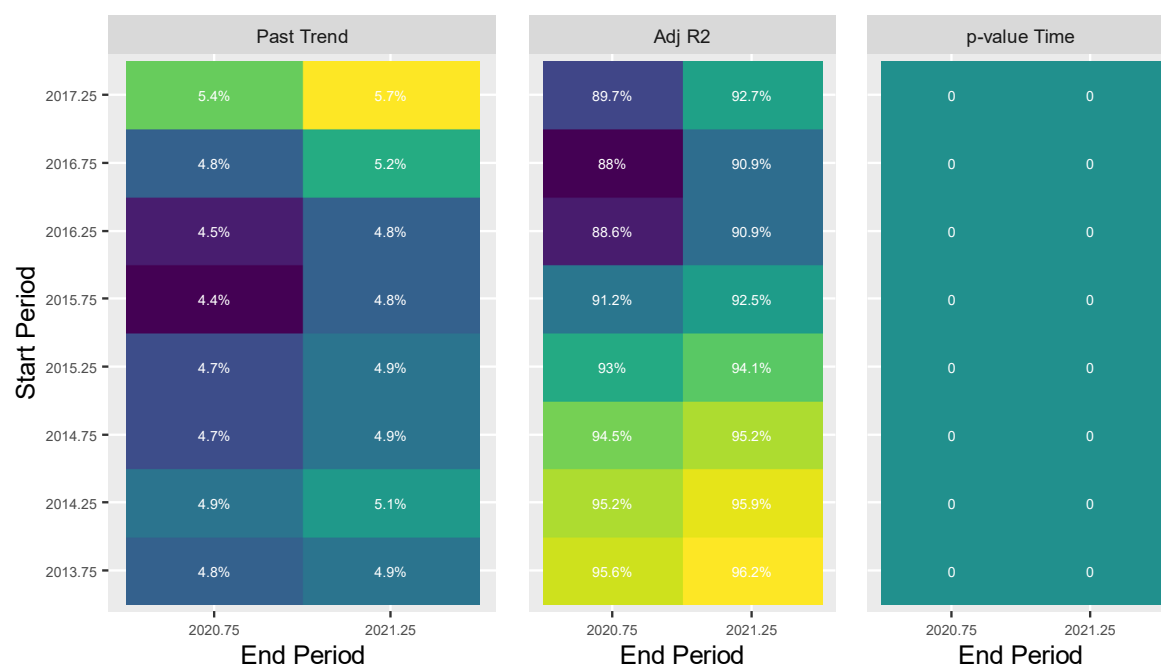 Past Trend Adj R2 p-value Time
Start Period
2017.25 5.4% 5.7% 89.7% 92.7% 0 0
2016.75 4.8% 5.2% 88% 90.9% 0 0
2016.25 4.5% 4.8% 88.6% 90.9% 0 0
2015.75 4.4% 4.8% 91.2% 92.5% 0 0
2015.25 4.7% 4.9% 93% 94.1% 0 0
2014.75 4.7% 4.9% 94.5% 95.2% 0 0
2014.25 4.9% 5.1% 95.2% 95.9% 0 0
2013.75 4.8% 4.9% 95.6% 96.2% 0 0
2020.75 2021.25 2020.75 2021.25 2020.75 2021.25
End Period End Period End Period